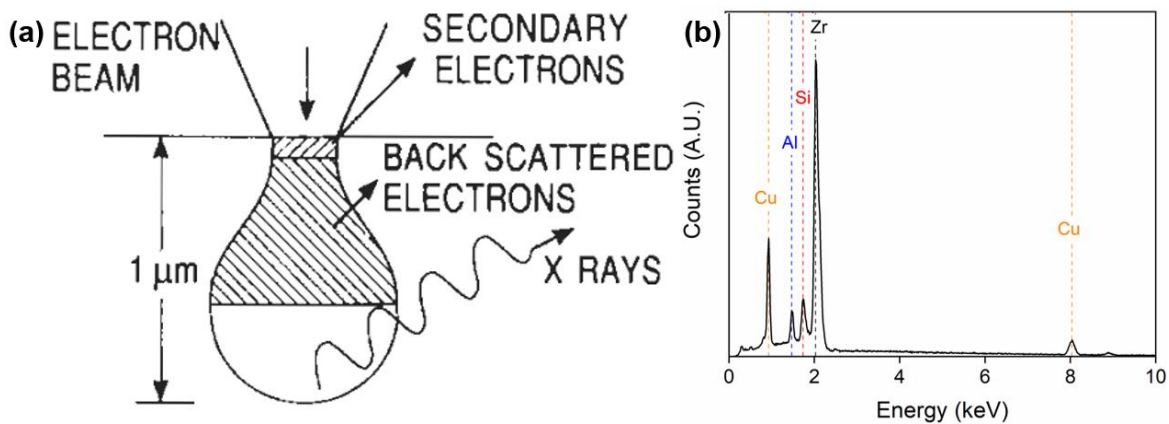 (a)
ELECTRON
BEAM
SECONDARY
ELECTRONS
BACK SCATTERED
ELECTRONS
1 μm
X RAYS
(b)
Zr
Si
Al
Cu
Cu
Counts (A.U.)
0 2 4 6 8 10
Energy (keV)